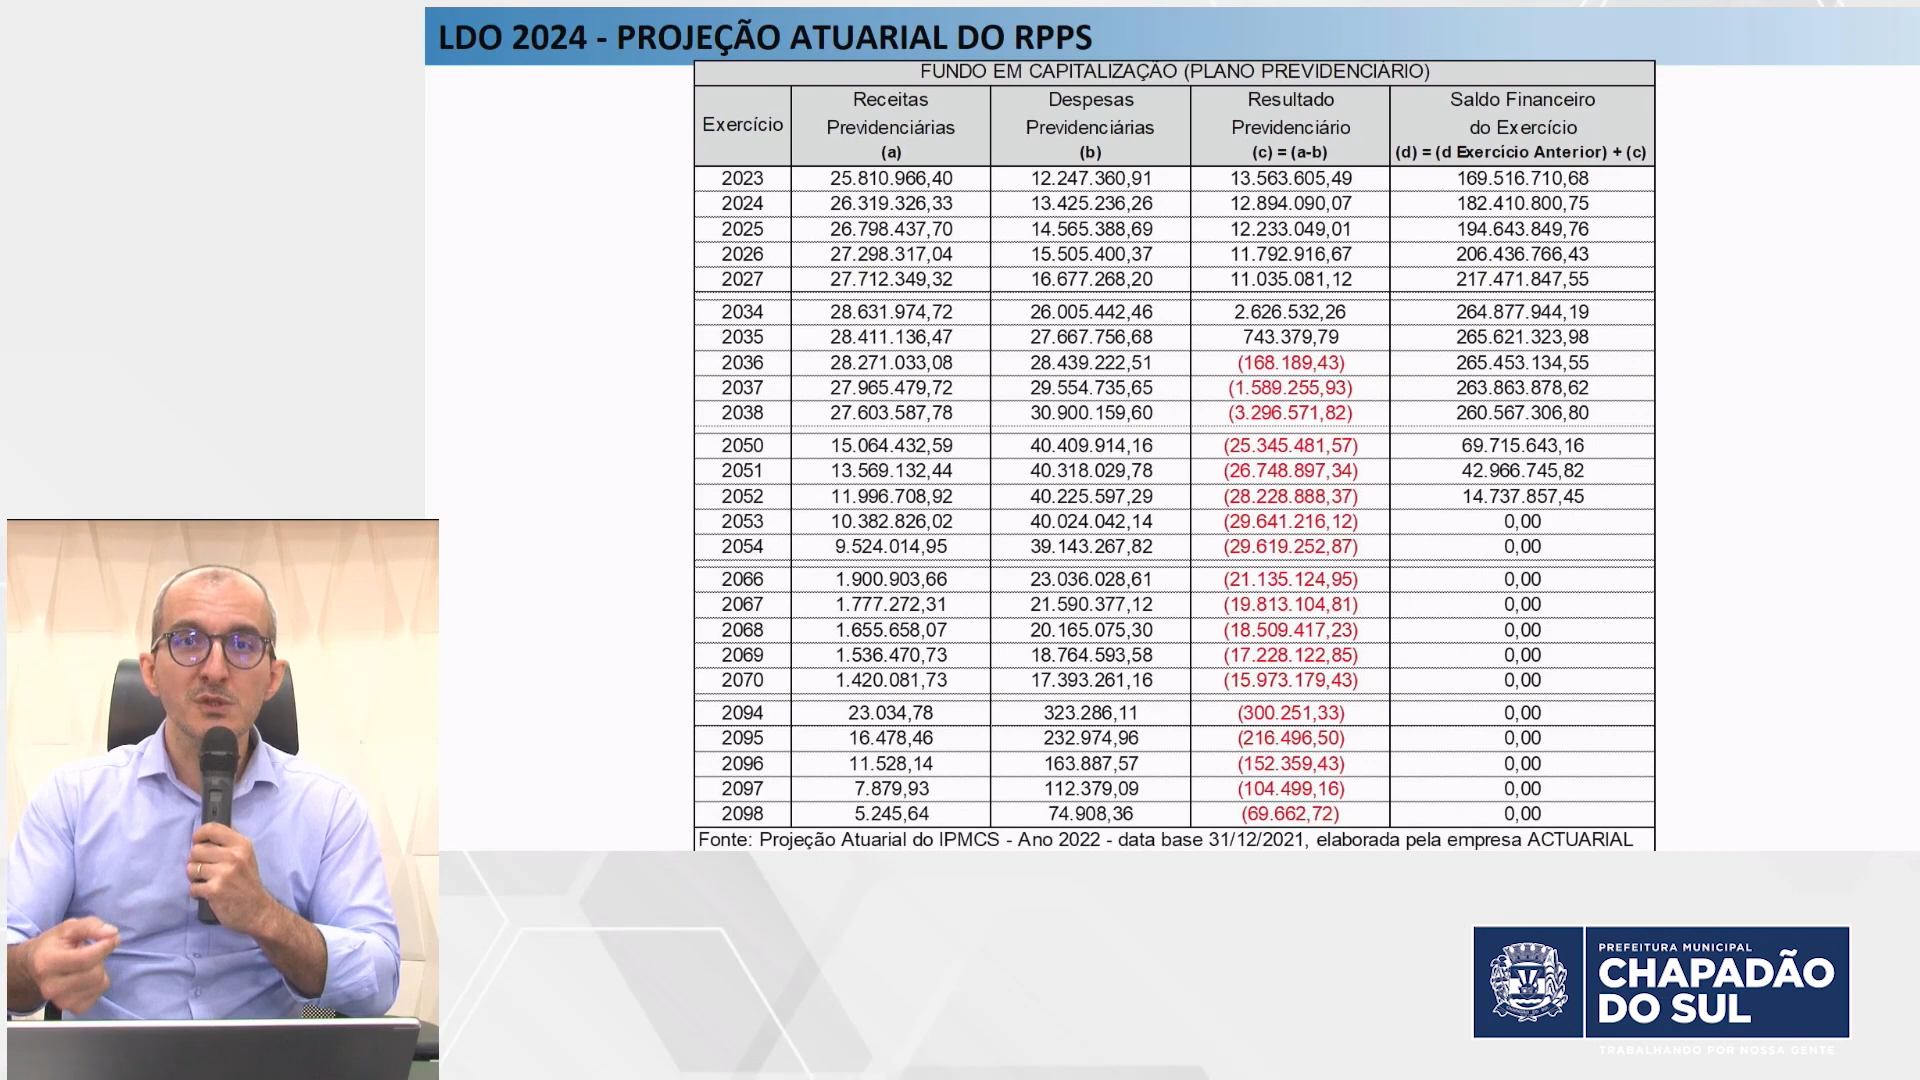 LDO 2024 - PROJEÇÃO ATUARIAL DO RPPS
FUNDO EM CAPITALIZAÇÃO (PLANO PREVIDENCIÁRIO)
Exercício Receitas Previdenciárias (a) Despesas Previdenciárias (b) Resultado Previdenciário (c) = (a-b) Saldo Financeiro do Exercício (d) = (d Exercício Anterior) + (c)
2023 25.810.966,40 12.247.360,91 13.563.605,49 169.516.710,68
2024 26.319.326,33 13.425.236,26 12.894.090,07 182.410.800,75
2025 26.798.437,70 14.565.388,69 12.233.049,01 194.643.849,76
2026 27.298.317,04 15.505.400,37 11.792.916,67 206.436.766,43
2027 27.712.349,32 16.677.268,20 11.035.081,12 217.471.847,55
2034 28.631.974,72 26.005.442,46 2.626.532,26 264.877.944,19
2035 28.411.136,47 27.667.756,68 743.379,79 265.621.323,98
2036 28.271.033,08 28.439.222,51 (168.189,43) 265.453.134,55
2037 27.965.479,72 29.554.735,65 (1.589.255,93) 263.863.878,62
2038 27.603.587,78 30.900.159,60 (3.296.571,82) 260.567.306,80
2050 15.064.432,59 40.409.914,16 (25.345.481,57) 69.715.643,16
2051 13.569.132,44 40.318.029,78 (26.748.897,34) 42.966.745,82
2052 11.996.708,92 40.225.597,29 (28.228.888,37) 14.737.857,45
2053 10.382.826,02 40.024.042,14 (29.641.216,12) 0,00
2054 9.524.014,95 39.143.267,82 (29.619.252,87) 0,00
2066 1.900.903,66 23.036.028,61 (21.135.124,95) 0,00
2067 1.777.272,31 21.590.377,12 (19.813.104,81) 0,00
2068 1.655.658,07 20.165.075,30 (18.509.417,23) 0,00
2069 1.536.470,73 18.764.593,58 (17.228.122,85) 0,00
2070 1.420.081,73 17.393.261,16 (15.973.179,43) 0,00
2094 23.034,78 323.286,11 (300.251,33) 0,00
2095 16.478,46 232.974,96 (216.496,50) 0,00
2096 11.528,14 163.887,57 (152.359,43) 0,00
2097 7.879,93 112.379,09 (104.499,16) 0,00
2098 5.245,64 74.908,36 (69.662,72) 0,00
Fonte: Projeção Atuarial do IPMCS - Ano 2022 - data base 31/12/2021, elaborada pela empresa ACTUARIAL
PREFEITURA MUNICIPAL
CHAPADÃO
DO SUL
TRABALHANDO POR NOSSA GENTE